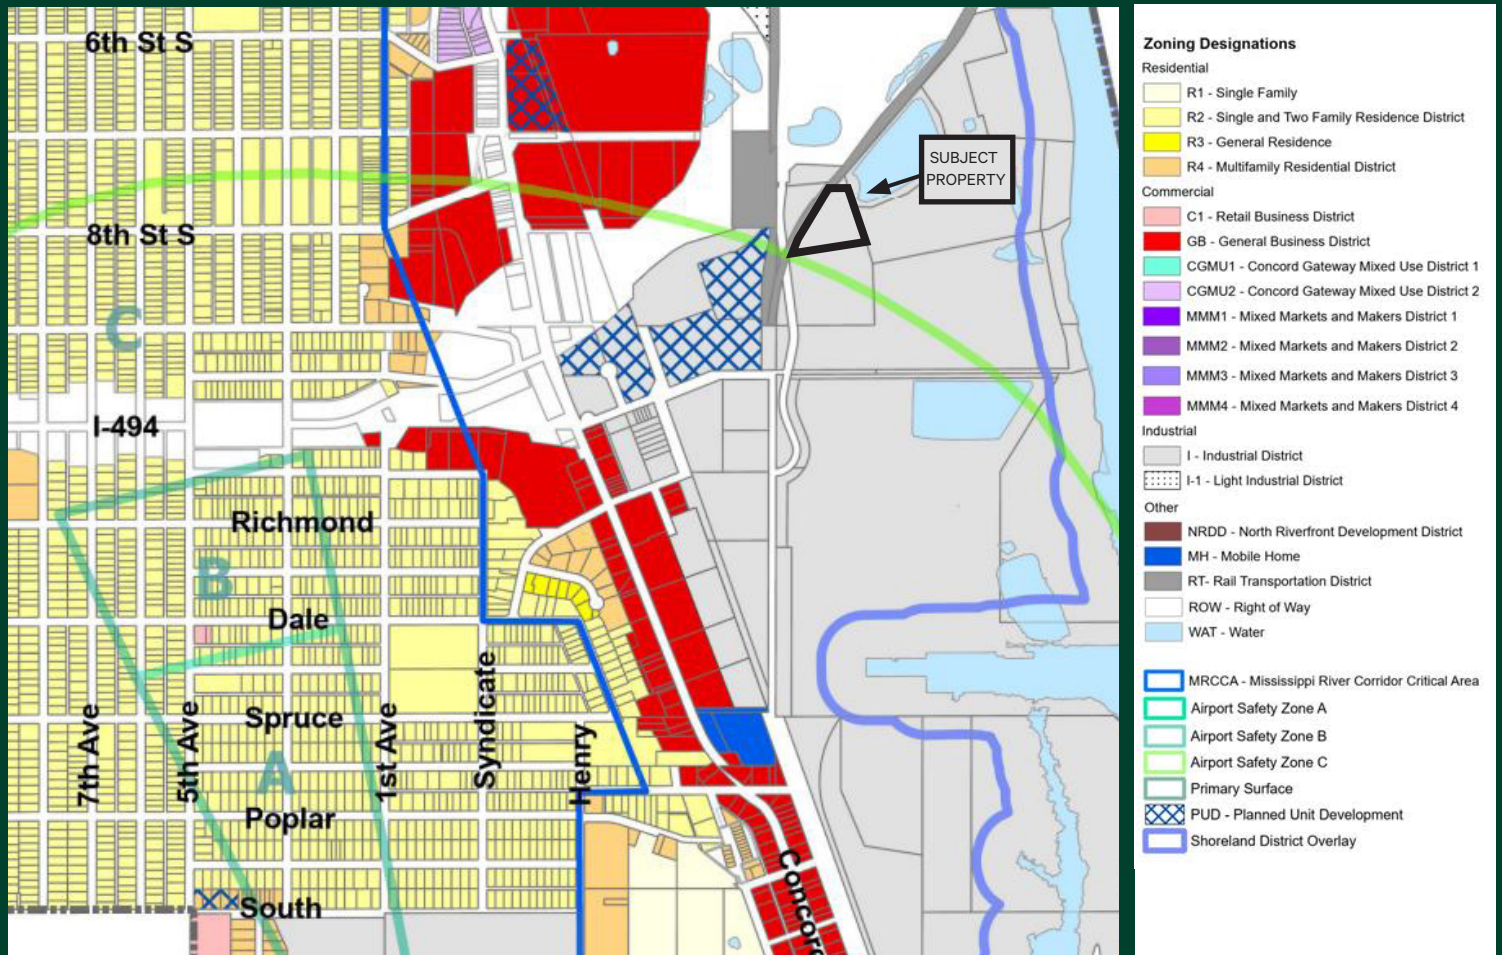 6th St S
8th St S
C
I-494
Richmond
B
Dale
Spruce
A
Poplar
South
7th Ave
5th Ave
1st Ave
Syndicate
Henry
Concord
SUBJECT
PROPERTY
Zoning Designations
Residential
R1 - Single Family
R2 - Single and Two Family Residence District
R3 - General Residence
R4 - Multifamily Residential District
Commercial
C1 - Retail Business District
GB - General Business District
CGMU1 - Concord Gateway Mixed Use District 1
CGMU2 - Concord Gateway Mixed Use District 2
MMM1 - Mixed Markets and Makers District 1
MMM2 - Mixed Markets and Makers District 2
MMM3 - Mixed Markets and Makers District 3
MMM4 - Mixed Markets and Makers District 4
Industrial
I - Industrial District
I-1 - Light Industrial District
Other
NRDD - North Riverfront Development District
MH - Mobile Home
RT- Rail Transportation District
ROW - Right of Way
WAT - Water
MRCCA - Mississippi River Corridor Critical Area
Airport Safety Zone A
Airport Safety Zone B
Airport Safety Zone C
Primary Surface
PUD - Planned Unit Development
Shoreland District Overlay